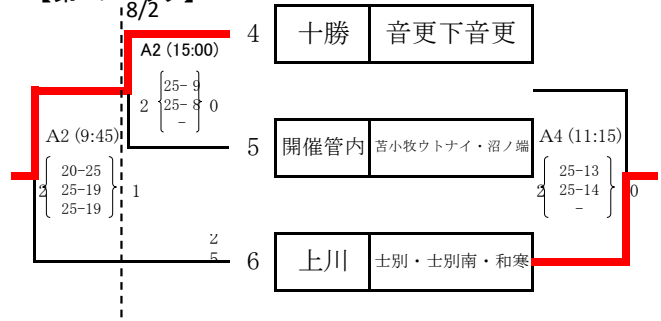 8/2
4 十勝 音更下音更
A2 (15:00)
25- 9
2 25- 8 0
-
A2 (9:45)
20-25
2 25-19 1
25-19
5 開催管内 苫小牧ウトナイ・沼ノ端
A4 (11:15)
25-13
2 25-14 0
-
2
5
6 上川 士別・士別南・和寒